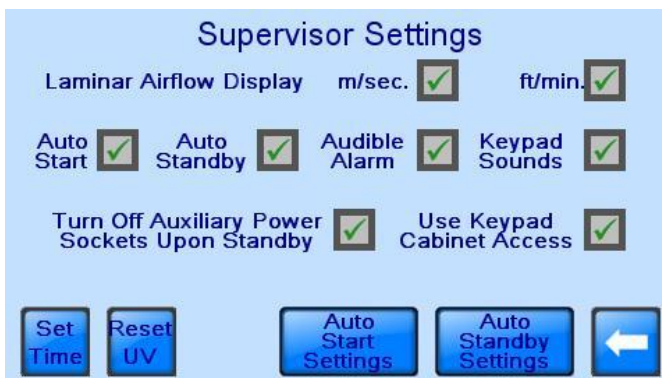 Supervisor Settings
Laminar Airflow Display m/sec. ft/min.
Auto Start
Auto Standby
Audible Alarm
Keypad Sounds
Turn Off Auxiliary Power
Sockets Upon Standby
Use Keypad
Cabinet Access
Set
Time
Reset
UV
Auto
Start
Settings
Auto
Standby
Settings